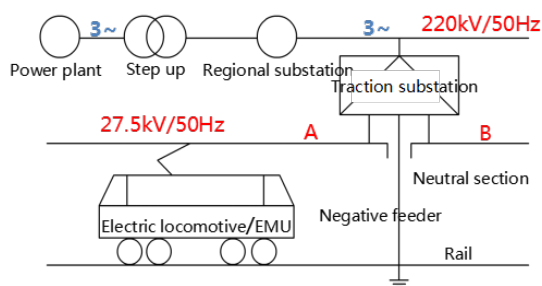 3~
3~
220kV/50Hz
Power plant
Step up
Regional substation
Traction substation
27.5kV/50Hz
A
B
Neutral section
Negative feeder
Electric locomotive/EMU
Rail